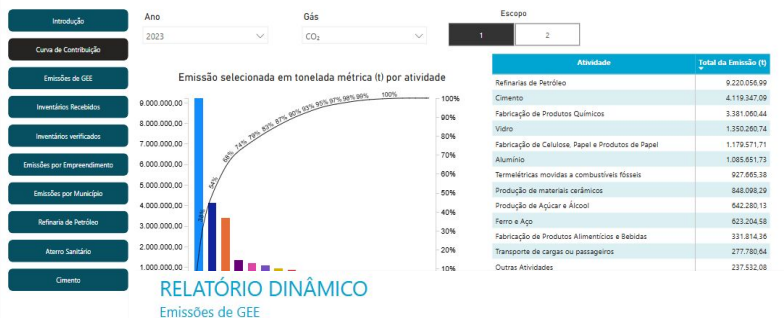 Introdução
Curva de Contribuição
Emissões de GEE
Inventários Recebidos
Inventários verificados
Emissões por Empreendimento
Emissões por Município
Refinaria de Petróleo
Aterro Sanitário
Cimento
Ano
2023
Gás
CO₂
Escopo
1 2
Emissão selecionada em tonelada métrica (t) por atividade
9.000.000,00
8.000.000,00
7.000.000,00
6.000.000,00
5.000.000,00
4.000.000,00
3.000.000,00
2.000.000,00
1.000.000,00
38% 54% 68% 74% 79% 83% 87% 90% 93% 95% 97% 98% 99% 100%
100%
90%
80%
70%
60%
50%
40%
30%
20%
10%
Atividade Total da Emissão (t)
Refinarias de Petróleo 9.220.056,99
Cimento 4.119.347,09
Fabricação de Produtos Químicos 3.381.060,44
Vidro 1.350.260,74
Fabricação de Celulose, Papel e Produtos de Papel 1.179.571,71
Alumínio 1.085.651,73
Termelétricas movidas a combustíveis fósseis 927.665,38
Produção de materiais cerâmicos 848.098,29
Produção de Açúcar e Álcool 642.280,13
Ferro e Aço 623.204,58
Fabricação de Produtos Alimentícios e Bebidas 331.814,36
Transporte de cargas ou passageiros 277.780,64
Outras Atividades 237.532,08
RELATÓRIO DINÂMICO
Emissões de GEE